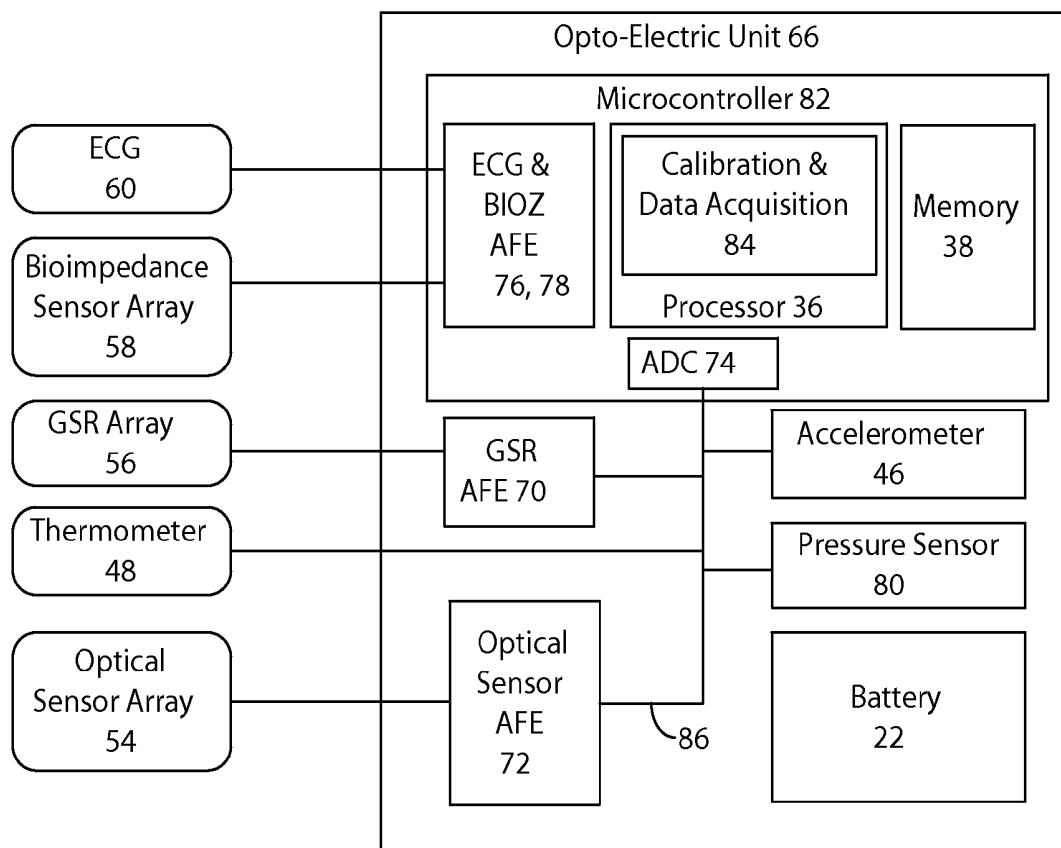 Opto-Electric Unit 66
Microcontroller 82
ECG
60
Bioimpedance
Sensor Array
58
GSR Array
56
Thermometer
48
Optical
Sensor Array
54
ECG &
BIOZ
AFE
76, 78
Calibration &
Data Acquisition
84
Processor 36
Memory
38
ADC 74
GSR
AFE 70
Accelerometer
46
Pressure Sensor
80
Optical
Sensor
AFE
72
86
Battery
22